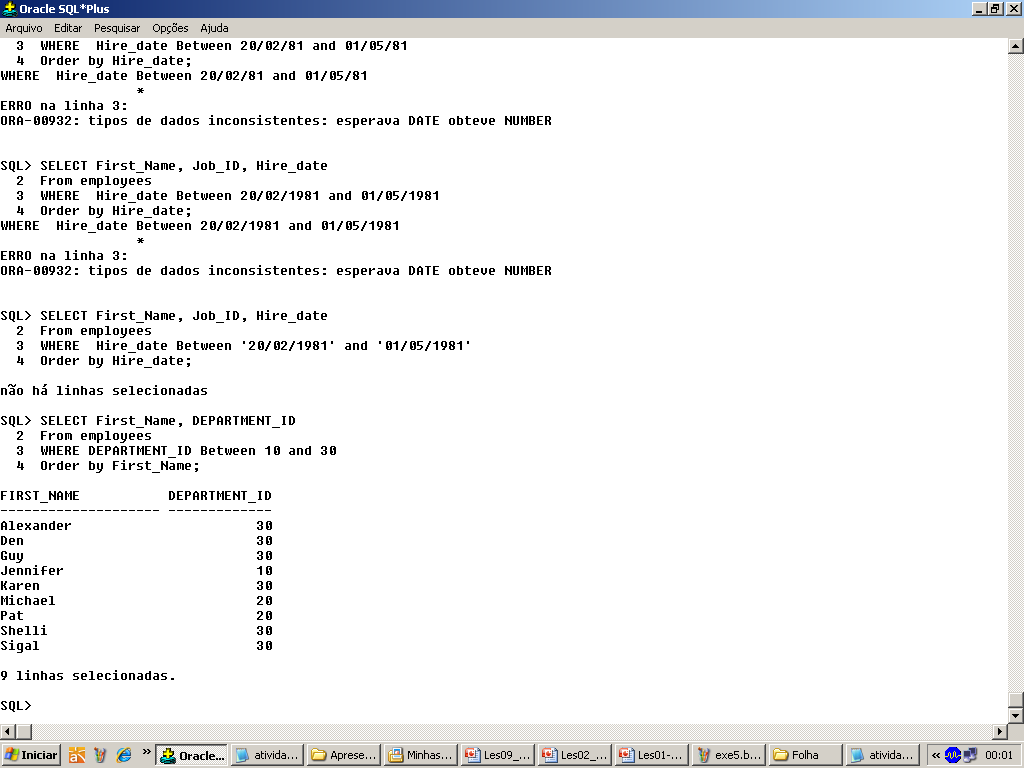 Oracle SQL*Plus
Arquivo Editar Pesquisar Opções Ajuda
  3  WHERE  Hire_date Between 20/02/81 and 01/05/81
  4  Order by Hire_date;
WHERE  Hire_date Between 20/02/81 and 01/05/81
                 *
ERRO na linha 3:
ORA-00932: tipos de dados inconsistentes: esperava DATE obteve NUMBER
SQL> SELECT First_Name, Job_ID, Hire_date
  2  From employees
  3  WHERE  Hire_date Between 20/02/1981 and 01/05/1981
  4  Order by Hire_date;
WHERE  Hire_date Between 20/02/1981 and 01/05/1981
                 *
ERRO na linha 3:
ORA-00932: tipos de dados inconsistentes: esperava DATE obteve NUMBER
SQL> SELECT First_Name, Job_ID, Hire_date
  2  From employees
  3  WHERE  Hire_date Between '20/02/1981' and '01/05/1981'
  4  Order by Hire_date;
não há linhas selecionadas
SQL> SELECT First_Name, DEPARTMENT_ID
  2  From employees
  3  WHERE DEPARTMENT_ID Between 10 and 30
  4  Order by First_Name;
FIRST_NAME           DEPARTMENT_ID
-------------------- -------------
Alexander                       30
Den                             30
Guy                             30
Jennifer                        10
Karen                           30
Michael                         20
Pat                             20
Shelli                          30
Sigal                           30
9 linhas selecionadas.
SQL>
Iniciar » Oracle... ativida... Aprese... Minhas... Les09_... Les02_... Les01-... exe5.b... Folha ativida... « 00:01